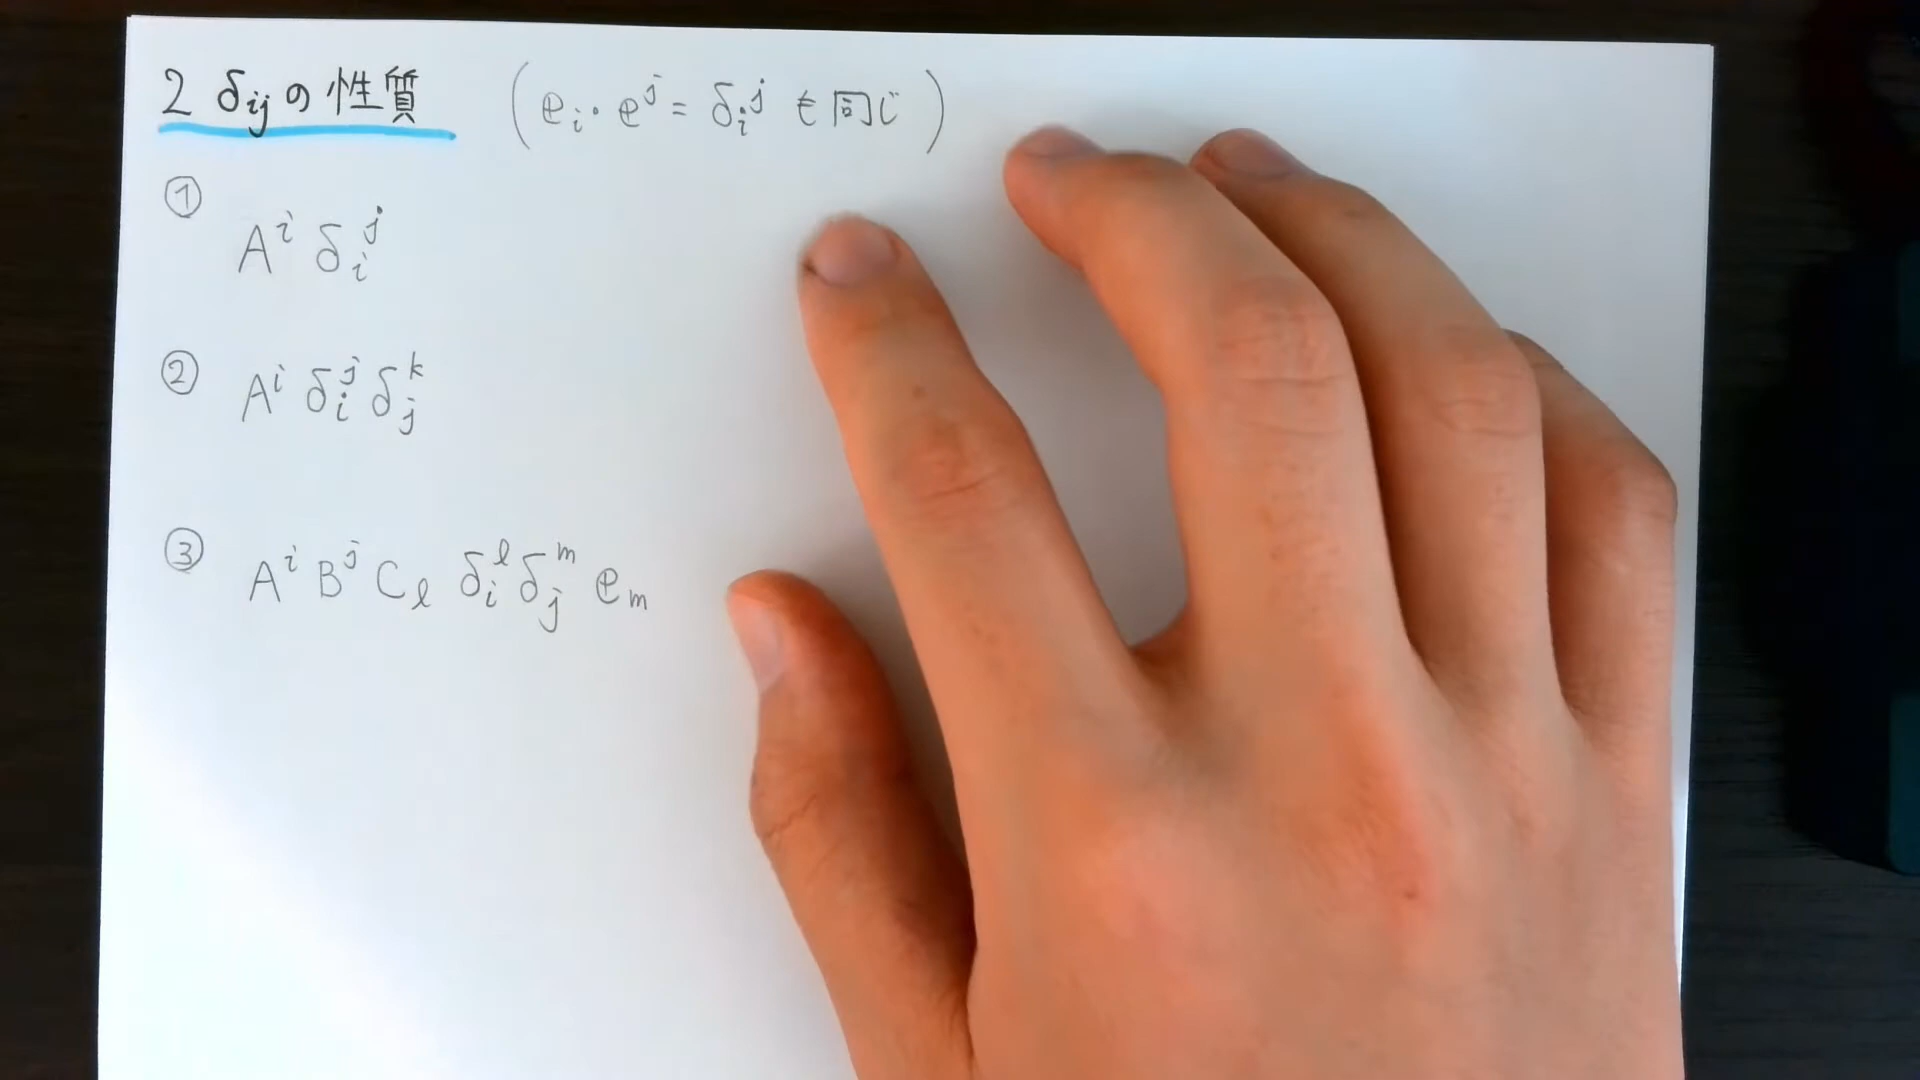 2 δij の性質 (ei・e^j = δi^j も同じ)
① A^i δi^j
② A^i δi^j δj^k
③ A^i B^j Cℓ δi^ℓ δj^m em